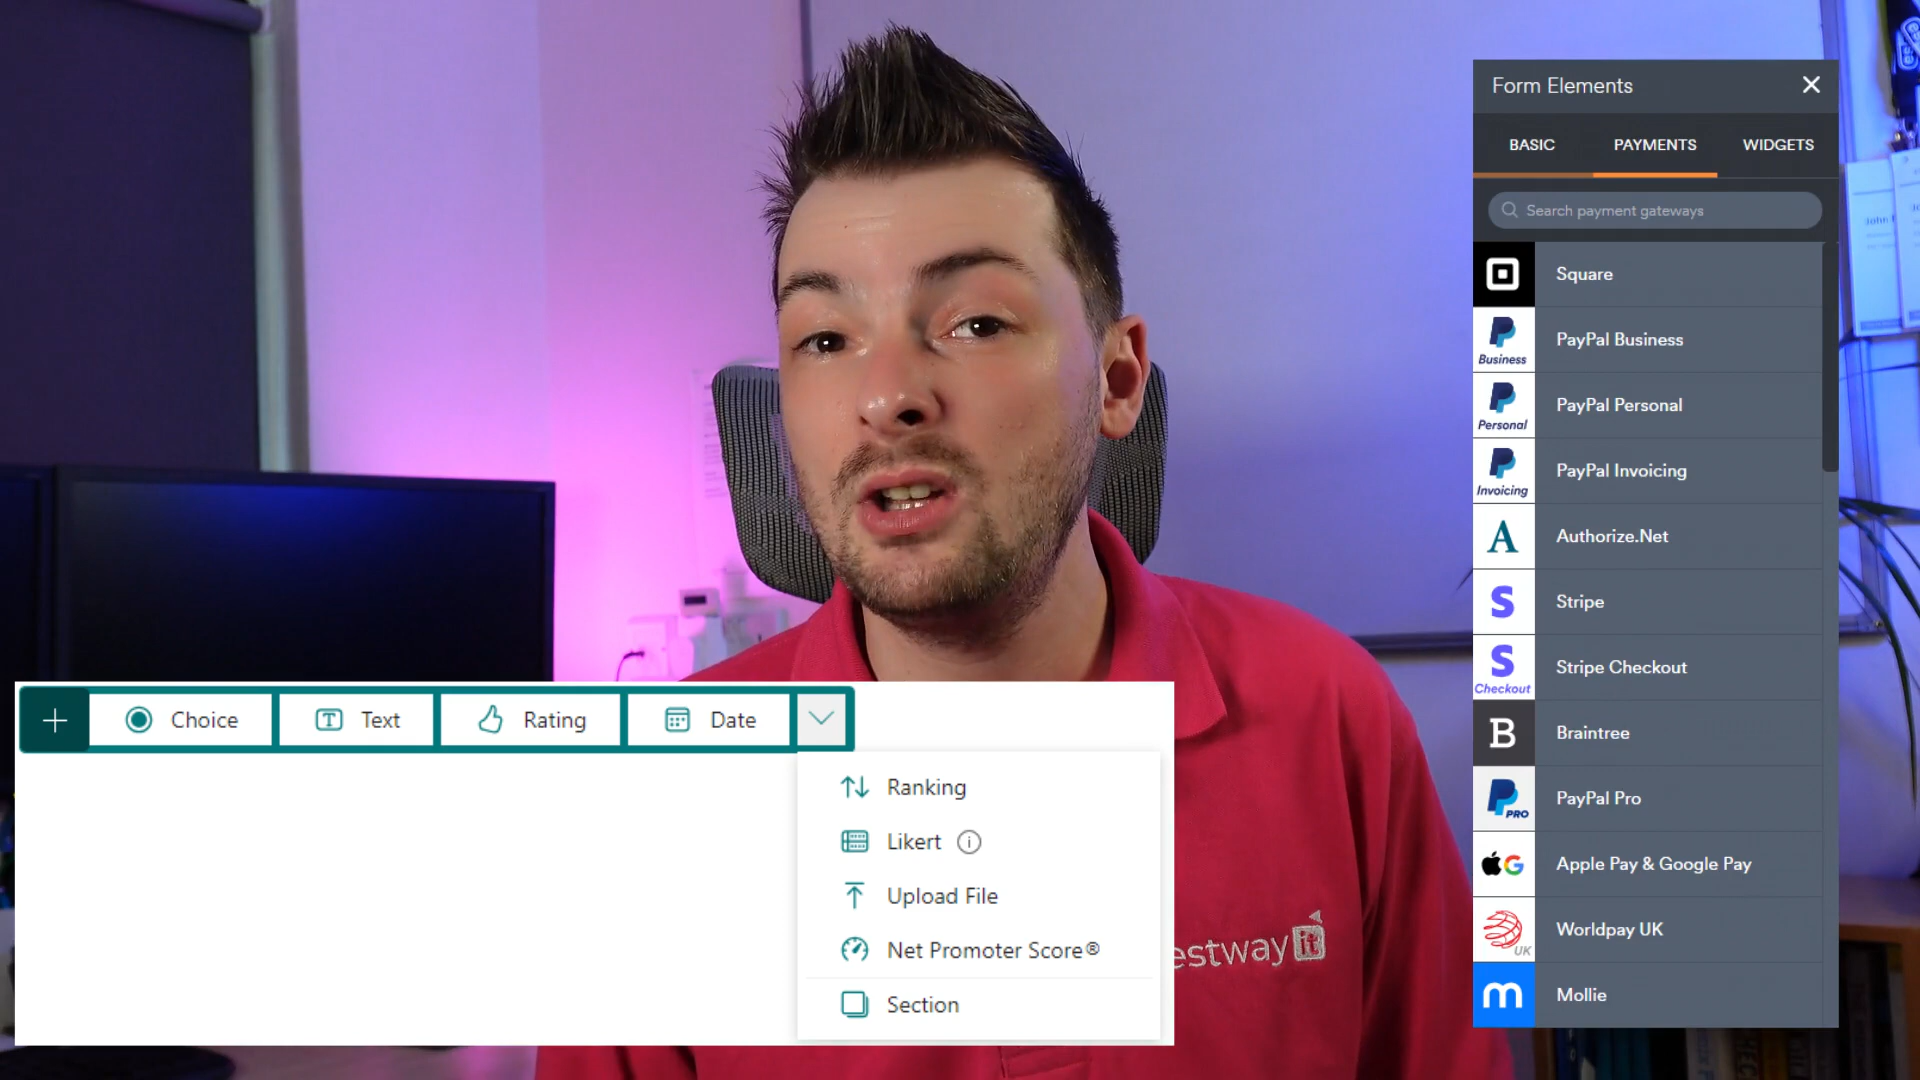 Form Elements
BASIC PAYMENTS WIDGETS
Search payment gateways
Square
Business PayPal Business
Personal PayPal Personal
Invoicing PayPal Invoicing
A Authorize.Net
S Stripe
S Checkout Stripe Checkout
B Braintree
PRO PayPal Pro
G Apple Pay & Google Pay
UK Worldpay UK
m Mollie
Choice T Text Rating Date
Ranking
Likert i
Upload File
Net Promoter Score®
Section
estway it
John